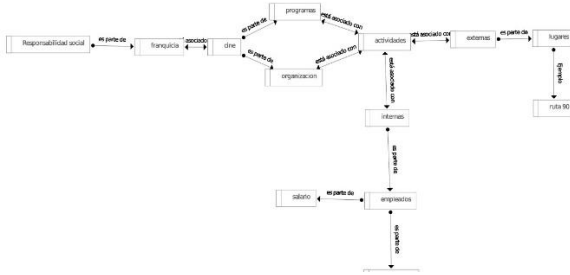 programas
es parte de
está asociado con
Responsabilidad social
es parte de
franquicia
asociado
cine
actividades
está asociado con
externas
es parte de
lugares
es parte de
está asociado con
organizacion
está asociado con
Ejemplo
internas
ruta 90
es parte de
salario
es parte de
empleados
es parte de